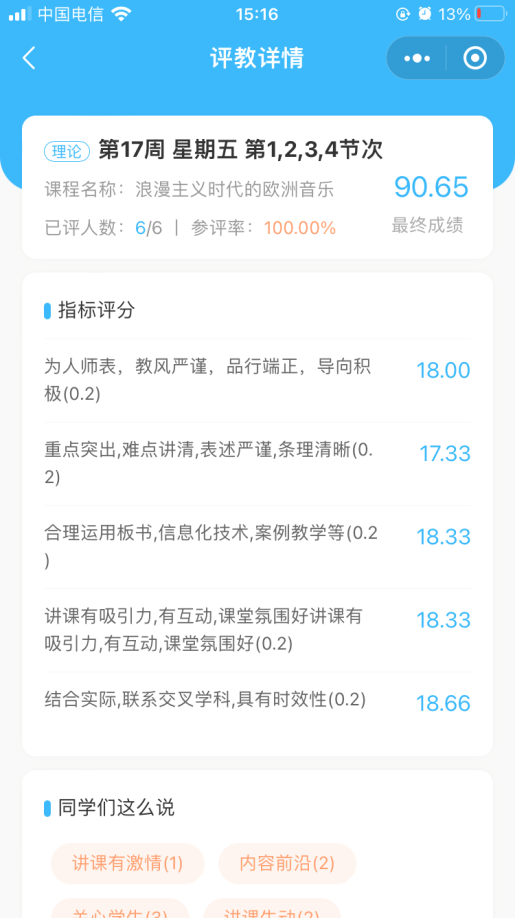 中国电信 15:16 13%
评教详情
理论 第17周 星期五 第1,2,3,4节次
课程名称：浪漫主义时代的欧洲音乐 90.65
已评人数：6/6 | 参评率：100.00% 最终成绩
指标评分
为人师表，教风严谨，品行端正，导向积
极(0.2) 18.00
重点突出,难点讲清,表述严谨,条理清晰(0.
2) 17.33
合理运用板书,信息化技术,案例教学等(0.2
) 18.33
讲课有吸引力,有互动,课堂氛围好讲课有
吸引力,有互动,课堂氛围好(0.2) 18.33
结合实际,联系交叉学科,具有时效性(0.2) 18.66
同学们这么说
讲课有激情(1) 内容前沿(2)
关心学生(3) 讲课生动(2)